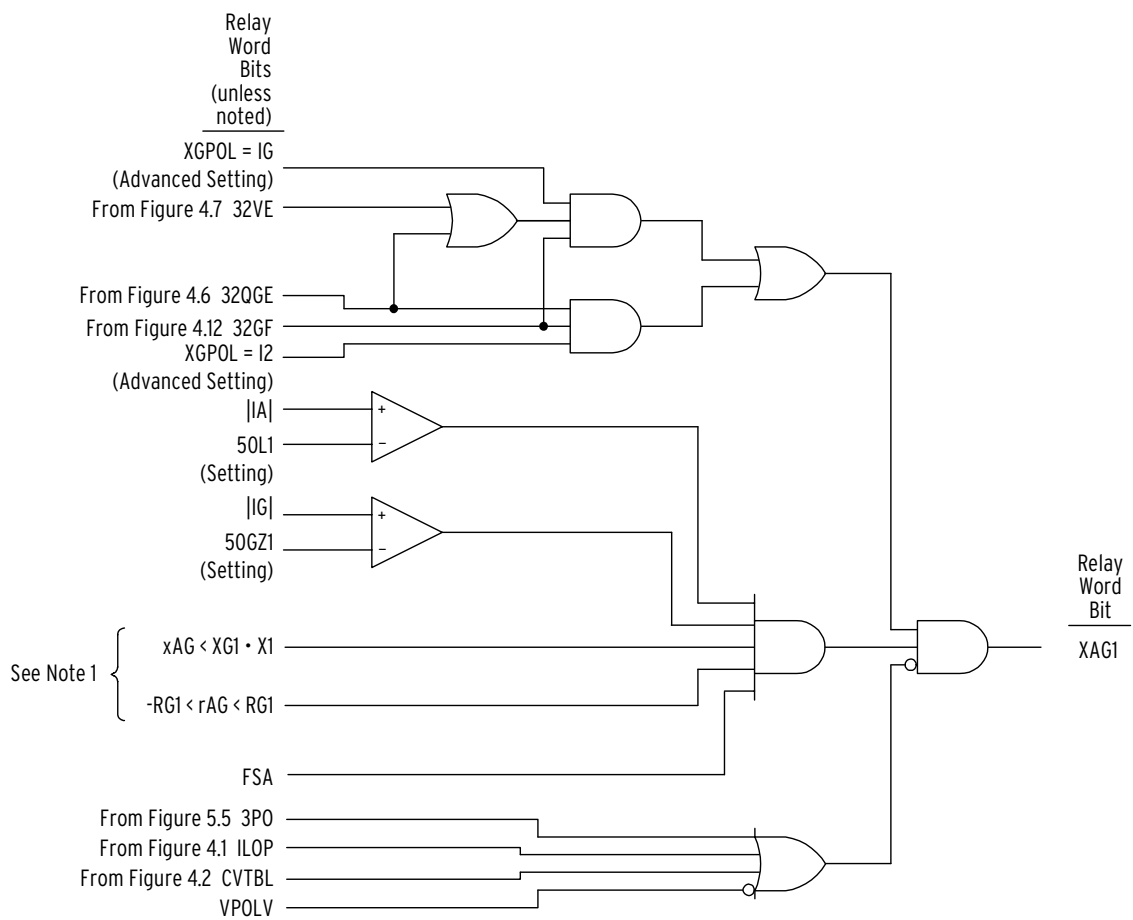 Relay
Word
Bits
(unless
noted)
XGPOL = IG
(Advanced Setting)
From Figure 4.7 32VE
From Figure 4.6 32QGE
From Figure 4.12 32GF
XGPOL = I2
(Advanced Setting)
|IA|
+
50L1
−
(Setting)
|IG|
+
50GZ1
−
(Setting)
See Note 1
xAG < XG1 • X1
-RG1 < rAG < RG1
FSA
From Figure 5.5 3PO
From Figure 4.1 ILOP
From Figure 4.2 CVTBL
VPOLV
Relay
Word
Bit
XAG1